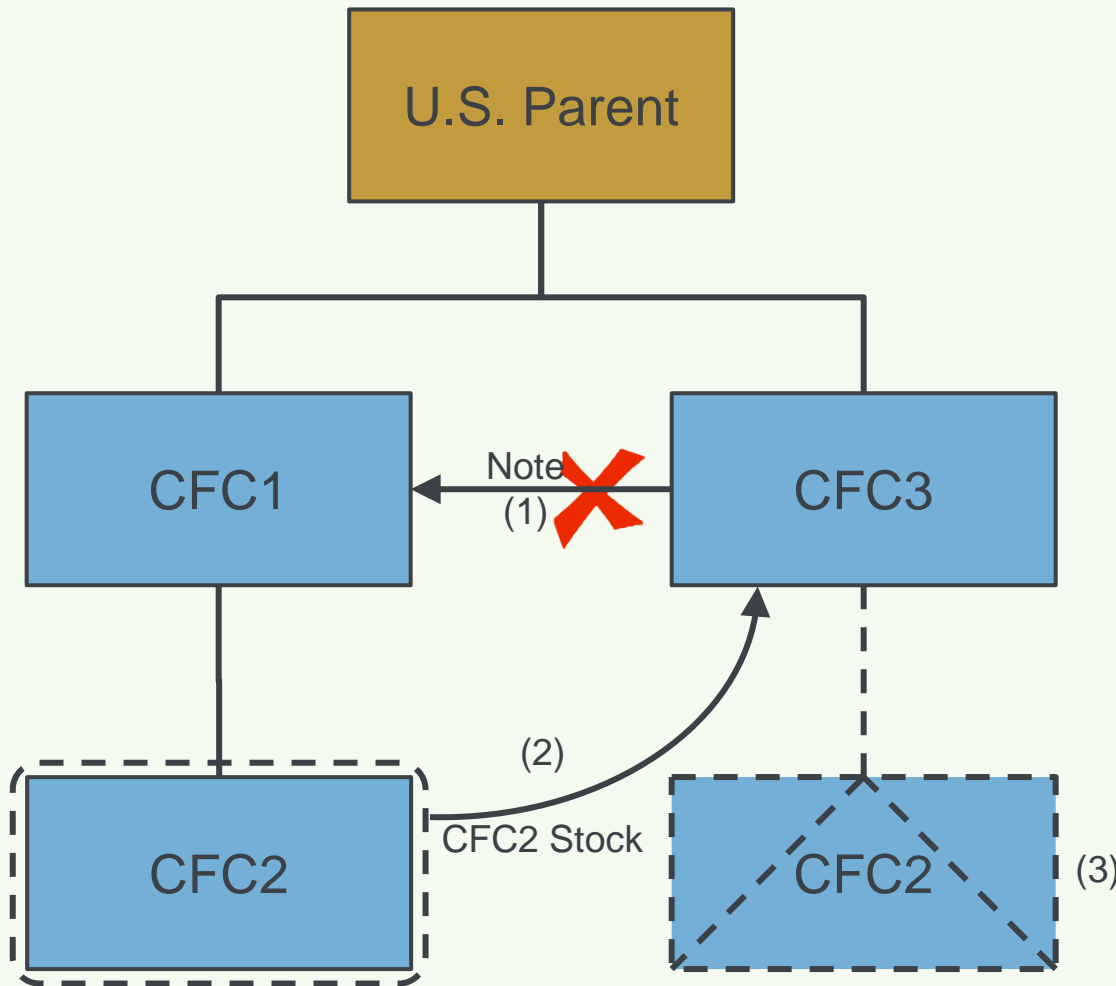 U.S. Parent
CFC1
Note
(1)
CFC3
(2)
CFC2 Stock
CFC2
CFC2
(3)